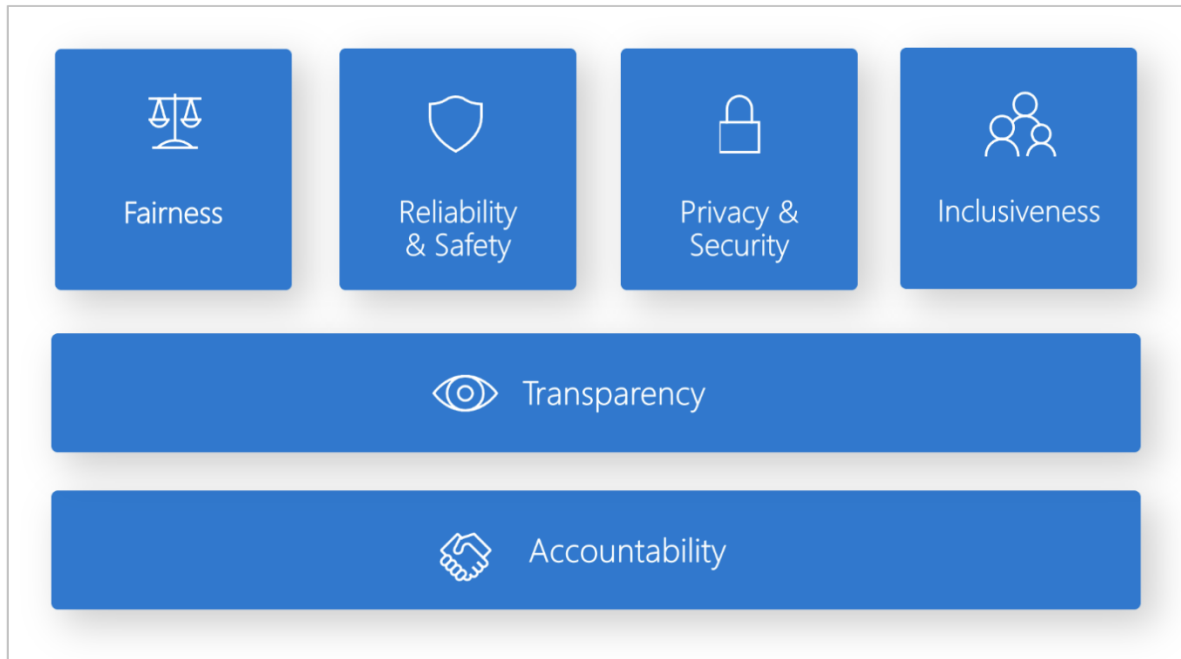 Fairness
Reliability
& Safety
Privacy &
Security
Inclusiveness
Transparency
Accountability